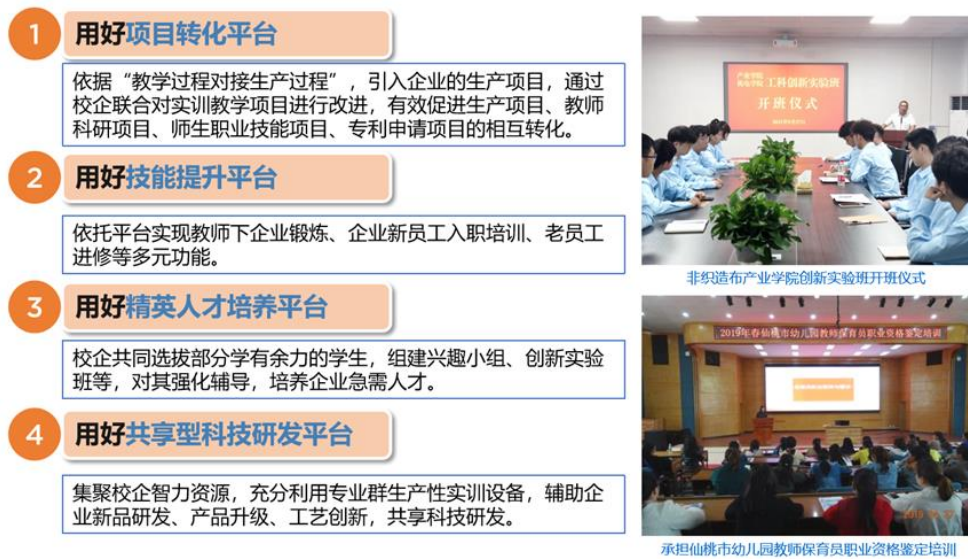 1
用好项目转化平台
依据“教学过程对接生产过程”，引入企业的生产项目，通过
校企联合对实训教学项目进行改进，有效促进生产项目、教师
科研项目、师生职业技能项目、专利申请项目的相互转化。
2
用好技能提升平台
依托平台实现教师下企业锻炼、企业新员工入职培训、老员工
进修等多元功能。
3
用好精英人才培养平台
校企共同选拔部分学有余力的学生，组建兴趣小组、创新实验
班等，对其强化辅导，培养企业急需人才。
4
用好共享型科技研发平台
集聚校企智力资源，充分利用专业群生产性实训设备，辅助企
业新品研发、产品升级、工艺创新，共享科技研发。
产业学院
工科创新实验班
开班仪式
非织造布产业学院创新实验班开班仪式
2019年春仙桃市幼儿园教师保育员职业资格鉴定培训
承担仙桃市幼儿园教师保育员职业资格鉴定培训